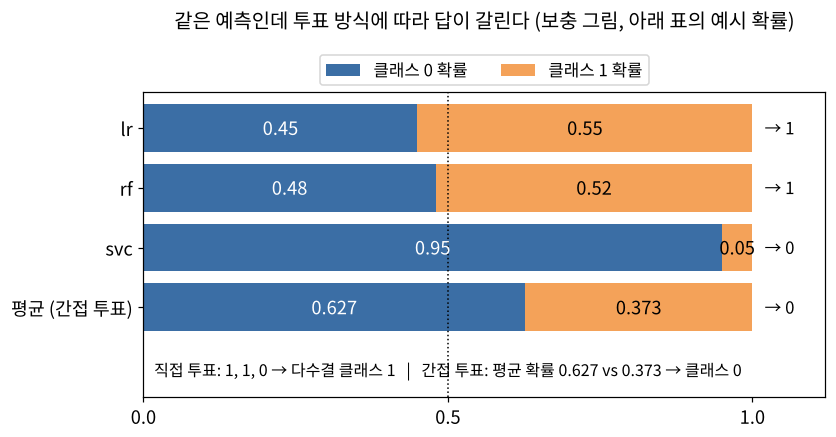 같은 예측인데 투표 방식에 따라 답이 갈린다 (보충 그림, 아래 표의 예시 확률)
클래스 0 확률 클래스 1 확률
lr 0.45 0.55 → 1
rf 0.48 0.52 → 1
svc 0.95 0.05 → 0
평균 (간접 투표) 0.627 0.373 → 0
직접 투표: 1, 1, 0 → 다수결 클래스 1 | 간접 투표: 평균 확률 0.627 vs 0.373 → 클래스 0
0.0 0.5 1.0